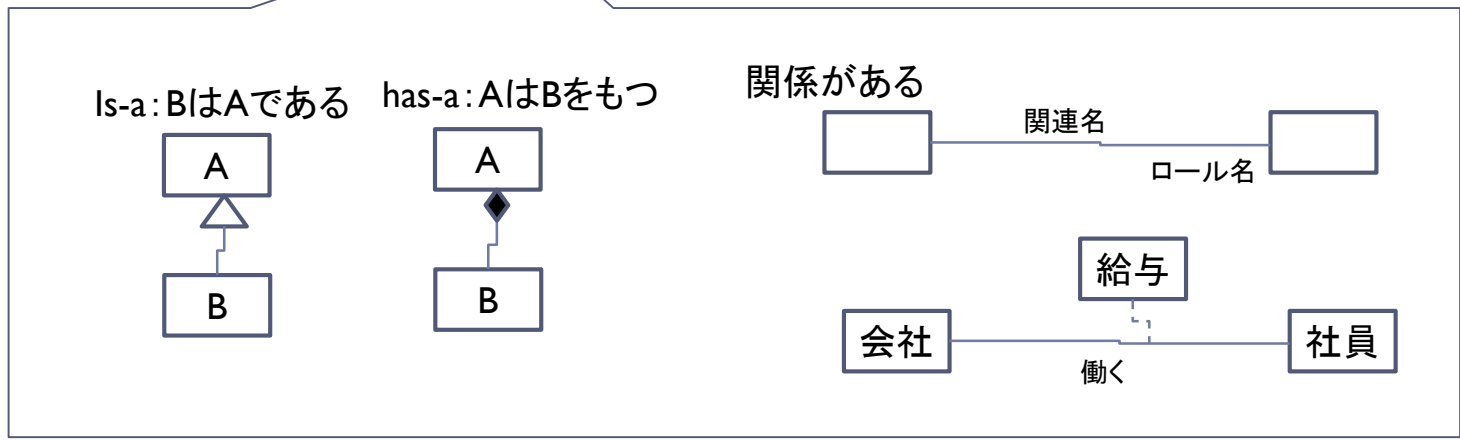 Is-a：BはAである
A
B
has-a：AはBをもつ
A
B
関係がある
関連名
ロール名
給与
会社
働く
社員